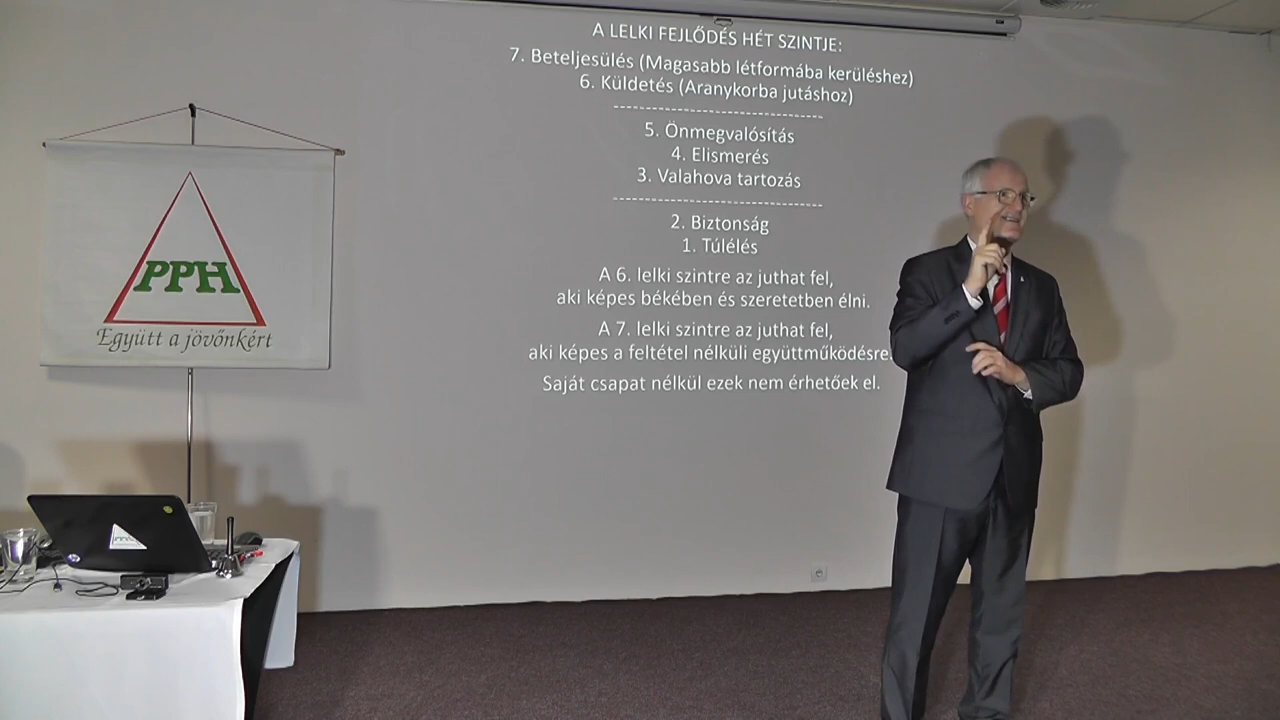 A LELKI FEJLŐDÉS HÉT SZINTJE:
7. Beteljesülés (Magasabb létformába kerüléshez)
6. Küldetés (Aranykorba jutáshoz)
-----------------------------
5. Önmegvalósítás
4. Elismerés
3. Valahova tartozás
-----------------------------
2. Biztonság
1. Túlélés
A 6. lelki szintre az juthat fel,
aki képes békében és szeretetben élni.
A 7. lelki szintre az juthat fel,
aki képes a feltétel nélküli együttműködésre.
Saját csapat nélkül ezek nem érhetőek el.
PPH
Együtt a jövőnkért